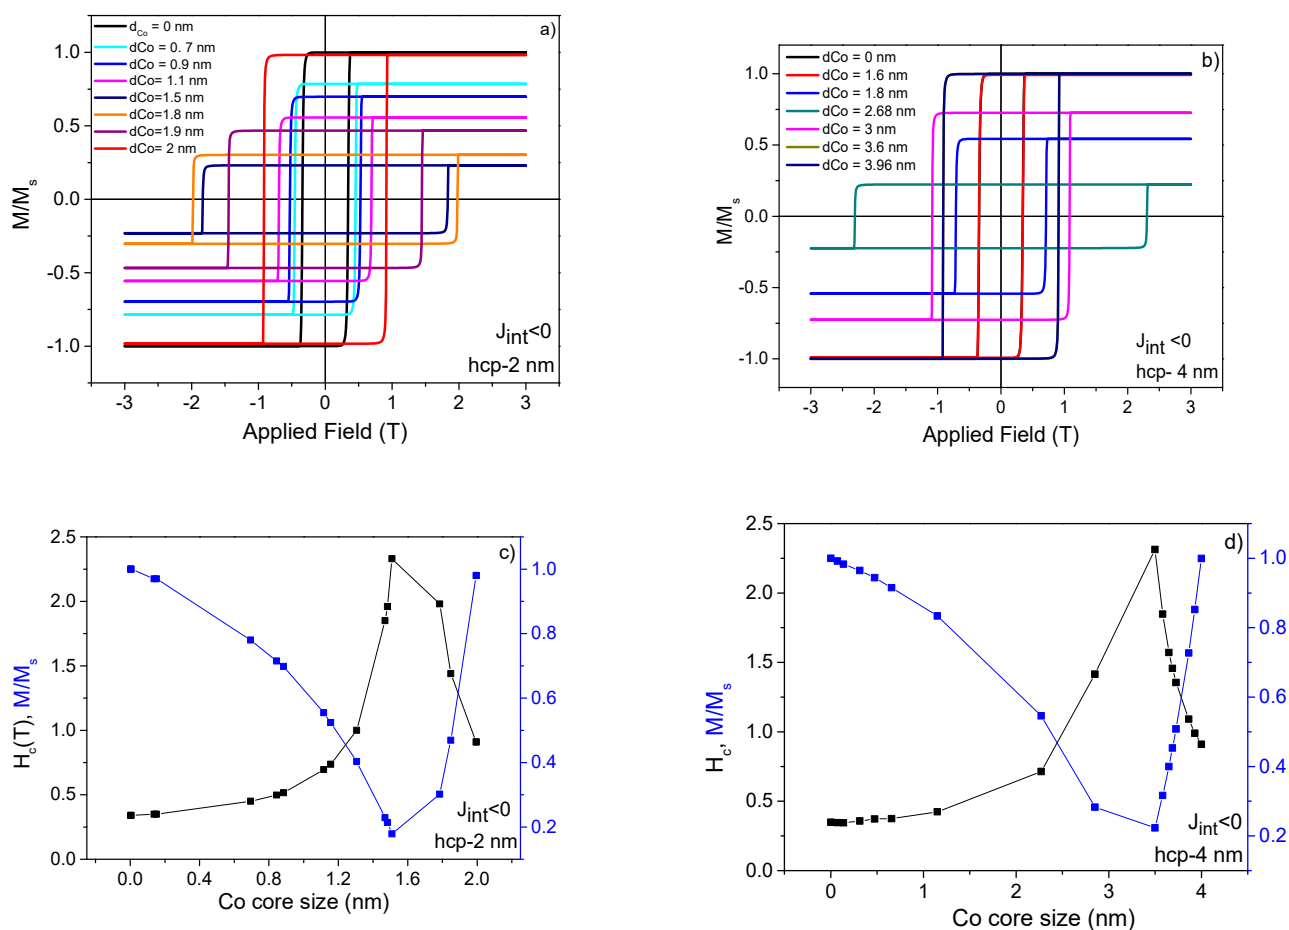 a)
d_Co = 0 nm
dCo = 0. 7 nm
dCo = 0.9 nm
dCo= 1.1 nm
dCo=1.5 nm
dCo= 1.8 nm
dCo=1.9 nm
dCo= 2 nm
1.0
0.5
0.0
-0.5
-1.0
M/M_s
J_int<0
hcp-2 nm
-3 -2 -1 0 1 2 3
Applied Field (T)
b)
dCo = 0 nm
dCo = 1.6 nm
dCo = 1.8 nm
dCo = 2.68 nm
dCo = 3 nm
dCo = 3.6 nm
dCo = 3.96 nm
1.0
0.5
0.0
-0.5
-1.0
M/M_s
J_int <0
hcp- 4 nm
-3 -2 -1 0 1 2 3
Applied Field (T)
c)
2.5
2.0
1.5
1.0
0.5
0.0
H_c(T), M/M_s
1.0
0.8
0.6
0.4
0.2
J_int<0
hcp-2 nm
0.0 0.4 0.8 1.2 1.6 2.0
Co core size (nm)
d)
2.5
2.0
1.5
1.0
0.5
0.0
H_c, M/M_s
1.0
0.8
0.6
0.4
0.2
J_int<0
hcp-4 nm
0 1 2 3 4
Co core size (nm)